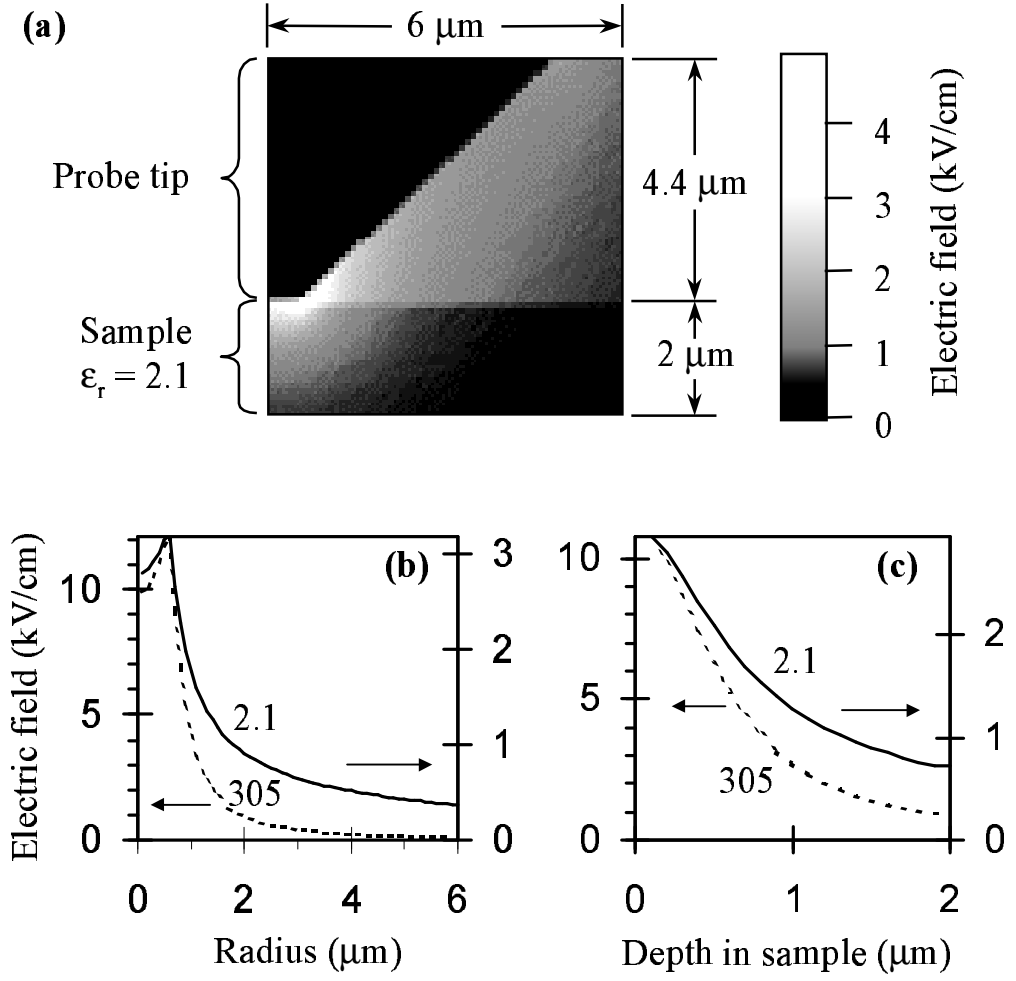 (a)
6 μm
Probe tip
4.4 μm
Sample
εr = 2.1
2 μm
4
3
2
1
0
Electric field (kV/cm)
(b)
Electric field (kV/cm)
10
5
0
3
2
1
0
2.1
305
0 2 4 6
Radius (μm)
(c)
10
5
0
2
1
0
2.1
305
0 1 2
Depth in sample (μm)